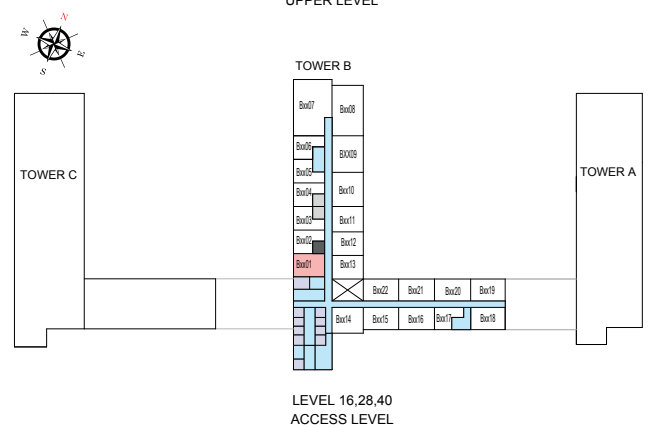 UPPER LEVEL
N
W
E
S
TOWER B
Bxx07
Bxx08
Bxx06
BXX09
Bxx05
TOWER C
TOWER A
Bxx04
Bxx10
Bxx03
Bxx11
Bxx02
Bxx12
Bxx01
Bxx13
Bxx22
Bxx21
Bxx20
Bxx19
Bxx14
Bxx15
Bxx16
Bxx17
Bxx18
LEVEL 16,28,40
ACCESS LEVEL